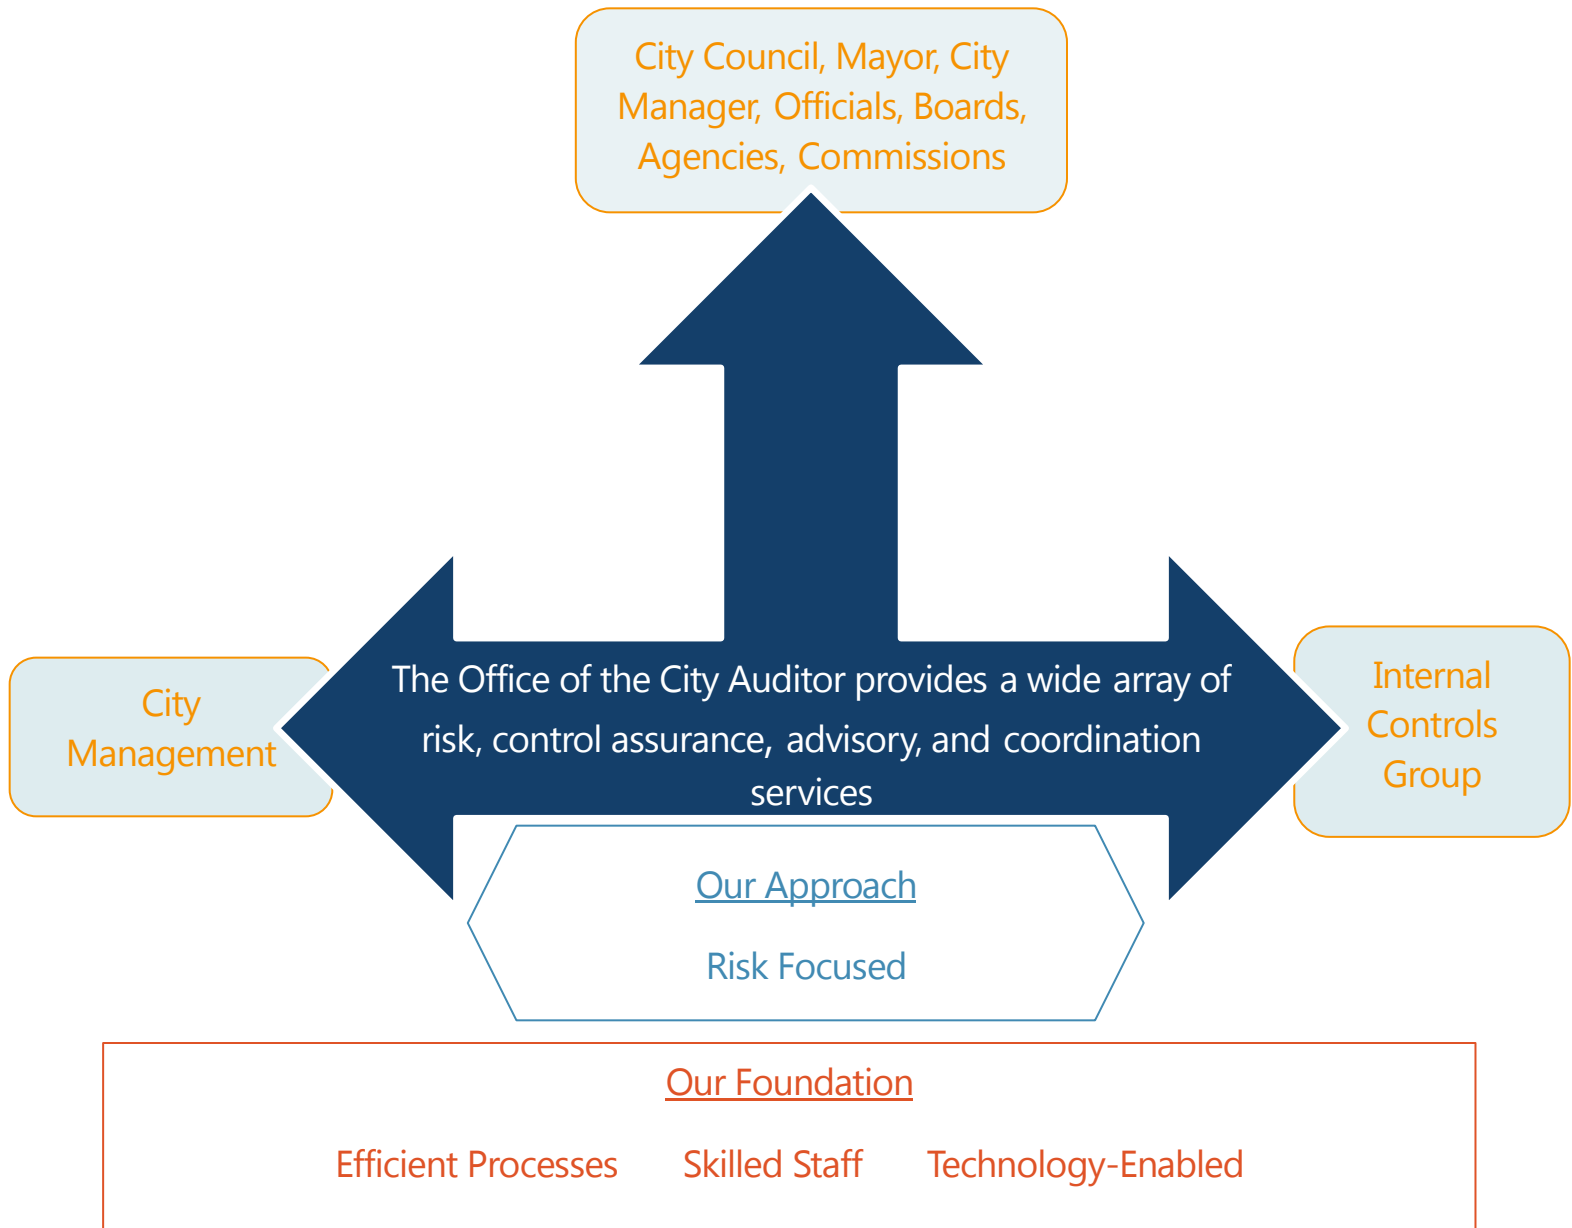 City Council, Mayor, City
Manager, Officials, Boards,
Agencies, Commissions
The Office of the City Auditor provides a wide array of
risk, control assurance, advisory, and coordination
services
City
Management
Internal
Controls
Group
Our Approach
Risk Focused
Our Foundation
Efficient Processes Skilled Staff Technology-Enabled